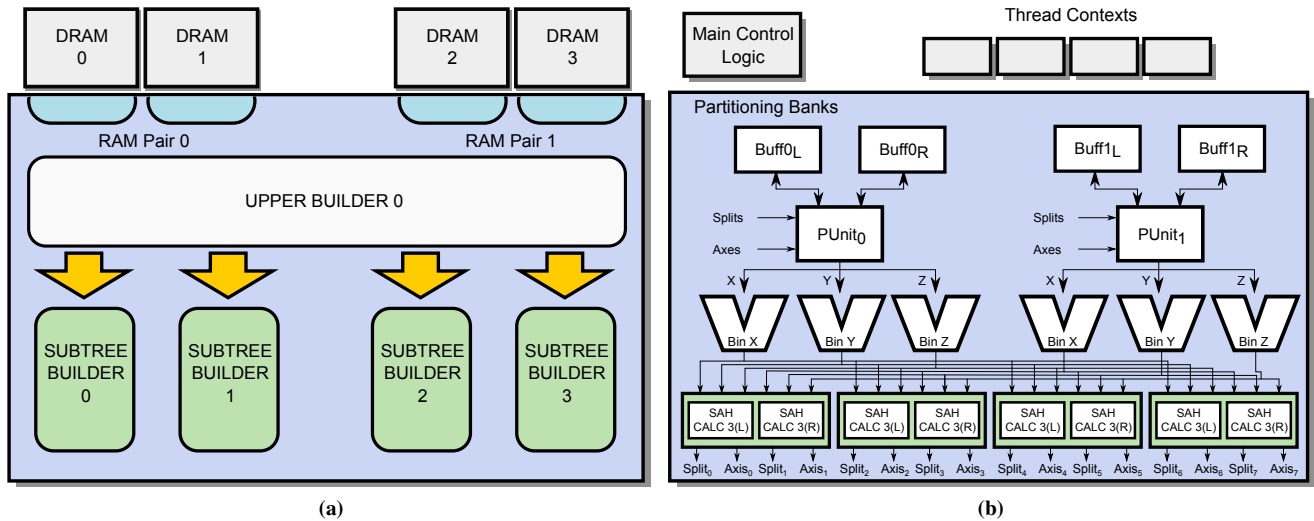 DRAM
0
DRAM
1
DRAM
2
DRAM
3
RAM Pair 0
RAM Pair 1
UPPER BUILDER 0
SUBTREE
BUILDER
0
SUBTREE
BUILDER
1
SUBTREE
BUILDER
2
SUBTREE
BUILDER
3
(a)
Main Control
Logic
Thread Contexts
Partitioning Banks
Buff0L
Buff0R
Buff1L
Buff1R
Splits
Axes
PUnit0
Splits
Axes
PUnit1
X Y Z
X Y Z
Bin X
Bin Y
Bin Z
Bin X
Bin Y
Bin Z
SAH
CALC 3(L)
SAH
CALC 3(R)
SAH
CALC 3(L)
SAH
CALC 3(R)
SAH
CALC 3(L)
SAH
CALC 3(R)
SAH
CALC 3(L)
SAH
CALC 3(R)
Split0 Axis0 Split1 Axis1 Split2 Axis2 Split3 Axis3 Split4 Axis4 Split5 Axis5 Split6 Axis6 Split7 Axis7
(b)